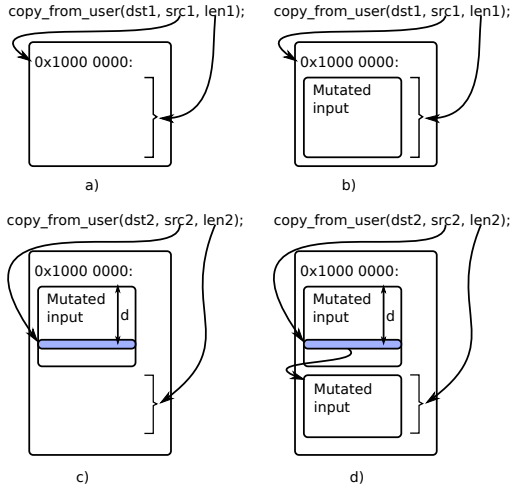 copy_from_user(dst1, src1, len1);
0x1000 0000:
a)
copy_from_user(dst1, src1, len1);
0x1000 0000:
Mutated
input
b)
copy_from_user(dst2, src2, len2);
0x1000 0000:
Mutated
input
d
c)
copy_from_user(dst2, src2, len2);
0x1000 0000:
Mutated
input
d
Mutated
input
d)